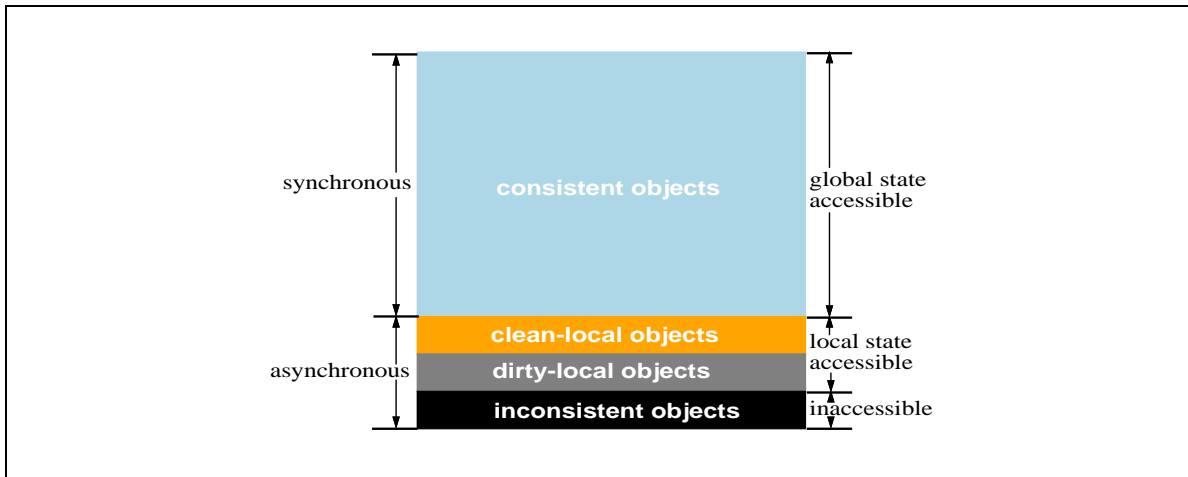 synchronous
consistent objects
global state
accessible
clean-local objects
local state
accessible
asynchronous
dirty-local objects
inconsistent objects
inaccessible